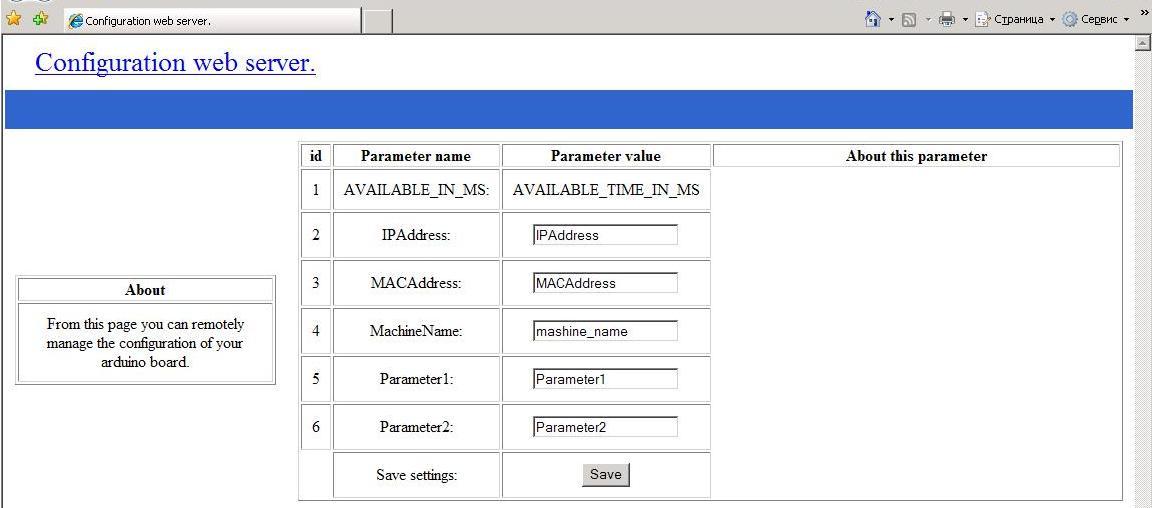 Configuration web server.
Страница
Сервис
Configuration web server.
About
From this page you can remotely
manage the configuration of your
arduino board.
id Parameter name Parameter value About this parameter
1 AVAILABLE_IN_MS: AVAILABLE_TIME_IN_MS
2 IPAddress: IPAddress
3 MACAddress: MACAddress
4 MachineName: mashine_name
5 Parameter1: Parameter1
6 Parameter2: Parameter2
Save settings: Save